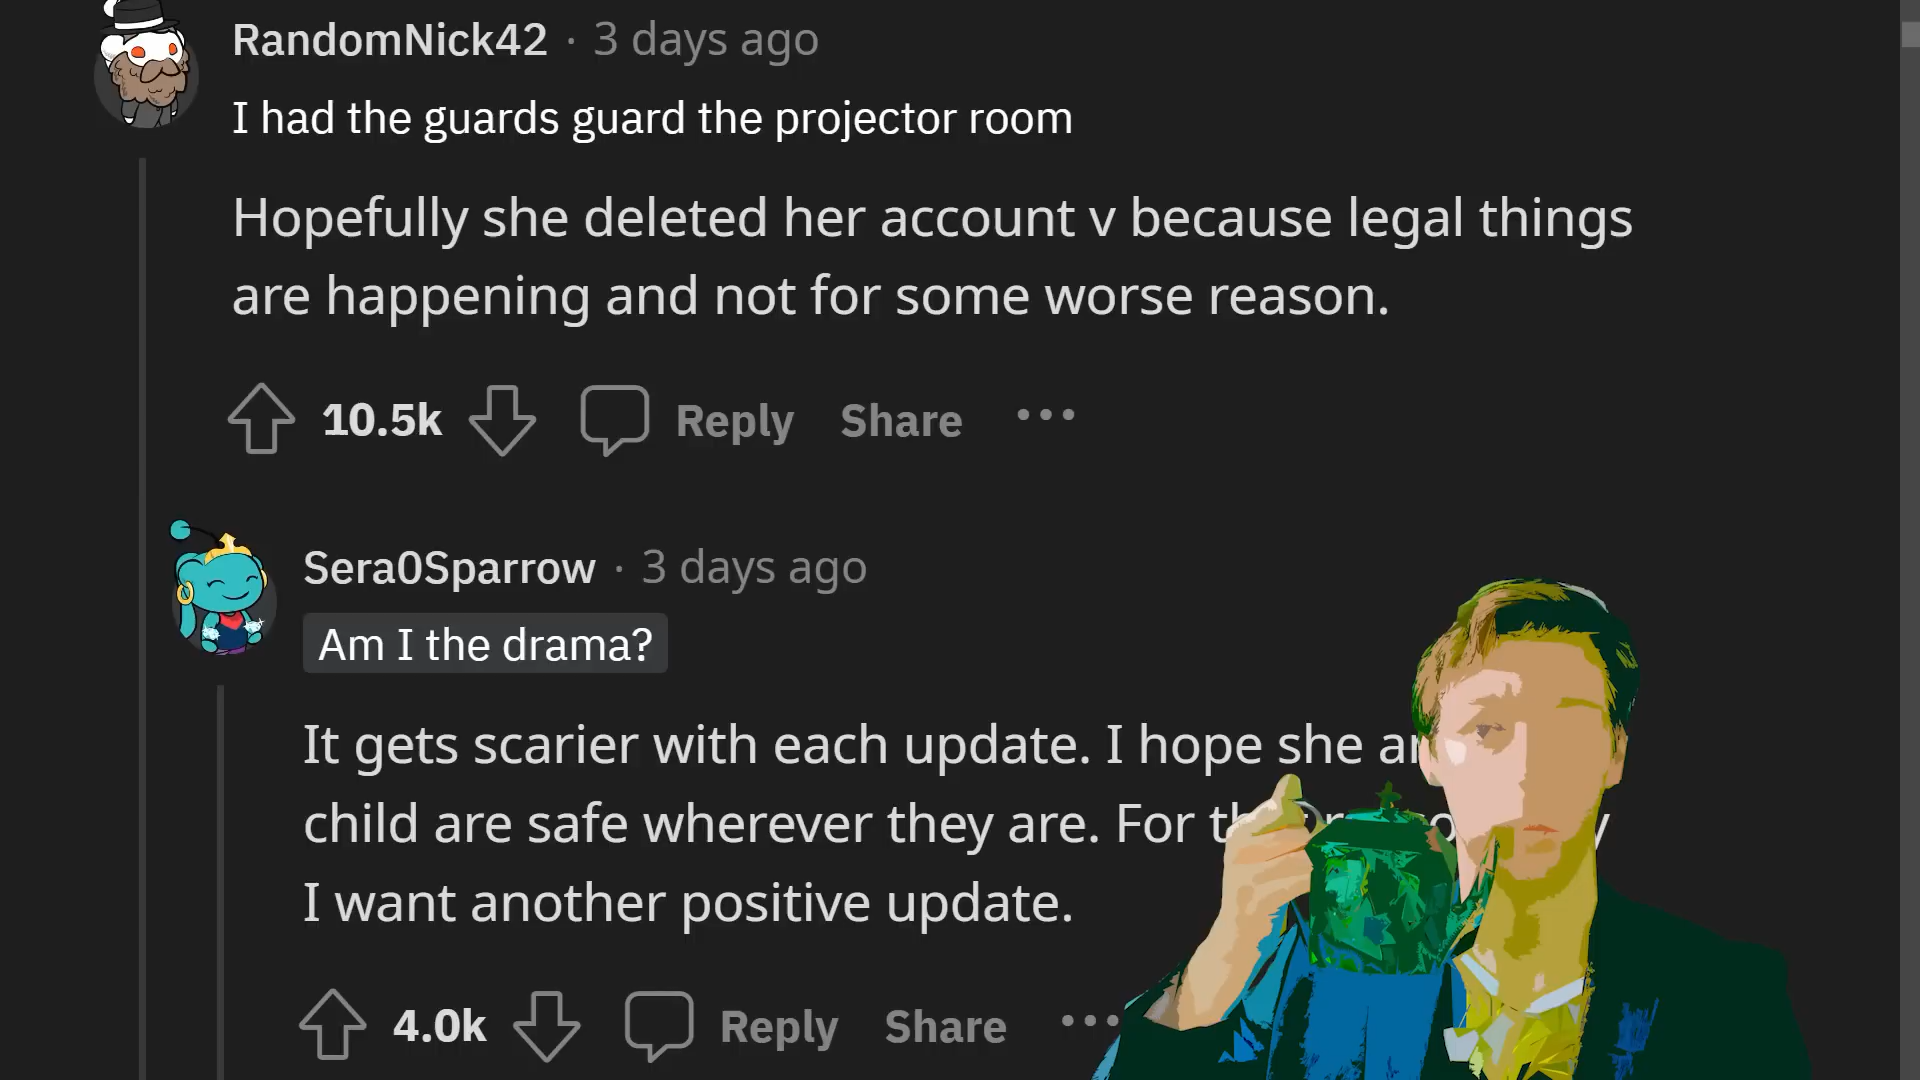 RandomNick42 · 3 days ago
I had the guards guard the projector room
Hopefully she deleted her account v because legal things
are happening and not for some worse reason.
10.5k Reply Share ...
Sera0Sparrow · 3 days ago
Am I the drama?
It gets scarier with each update. I hope she
child are safe wherever they are. For
I want another positive update.
4.0k Reply Share ...